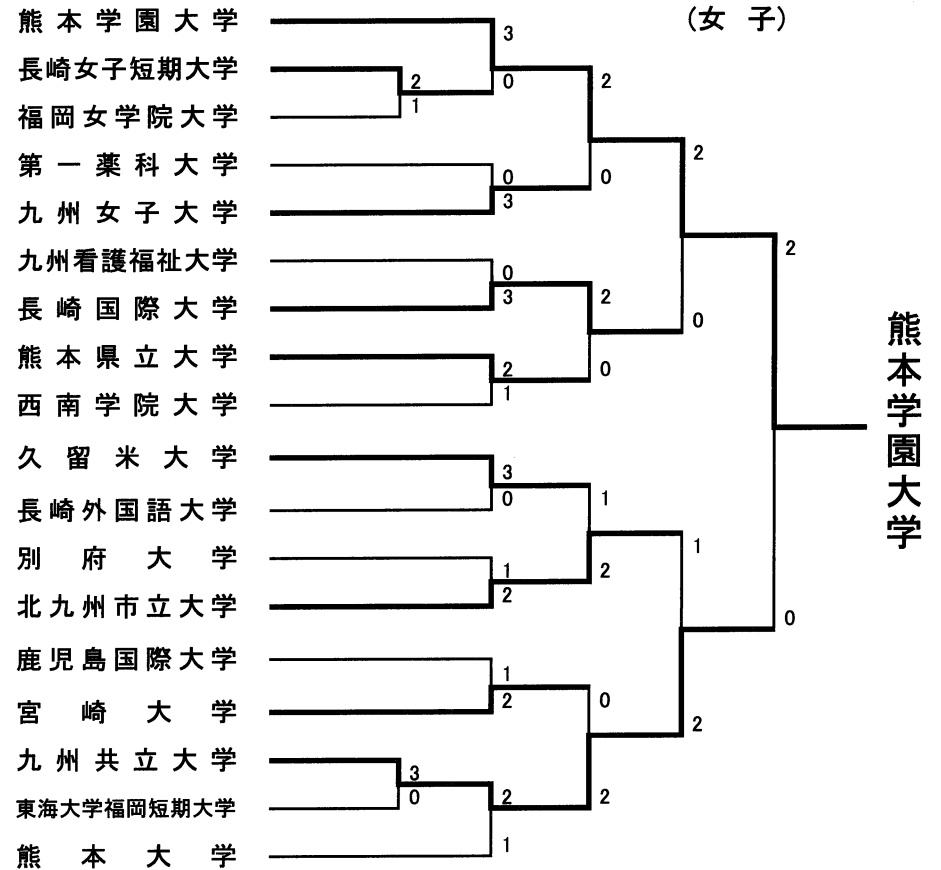 (女 子)
熊本学園大学
3
長崎女子短期大学
2
0
2
1
福岡女学院大学
2
第一薬科大学
0
0
3
九州女子大学
2
九州看護福祉大学
0
長崎国際大学
3
2
0
熊本県立大学
2
0
1
西南学院大学
熊本学園大学
久留米大学
3
0
1
長崎外国語大学
1
別府大学
1
2
2
北九州市立大学
0
鹿児島国際大学
1
2
0
宮崎大学
2
九州共立大学
3
0
2
2
東海大学福岡短期大学
1
熊本大学